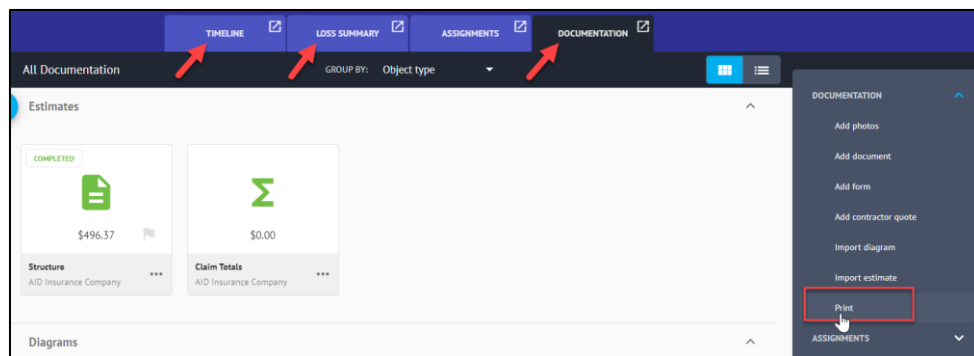 TIMELINE
LOSS SUMMARY
ASSIGNMENTS
DOCUMENTATION
All Documentation
GROUP BY: Object type
Estimates
COMPLETED
$496.37
Structure
AID Insurance Company
$0.00
Claim Totals
AID Insurance Company
Diagrams
DOCUMENTATION
Add photos
Add document
Add form
Add contractor quote
Import diagram
Import estimate
Print
ASSIGNMENTS